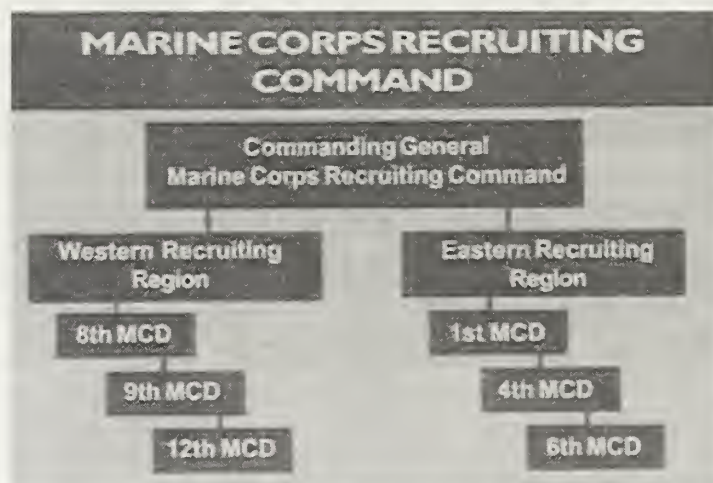 MARINE CORPS RECRUITING
COMMAND
Commanding General
Marine Corps Recruiting Command
Western Recruiting
Region
8th MCD
9th MCD
12th MCD
Eastern Recruiting
Region
1st MCD
4th MCD
6th MCD